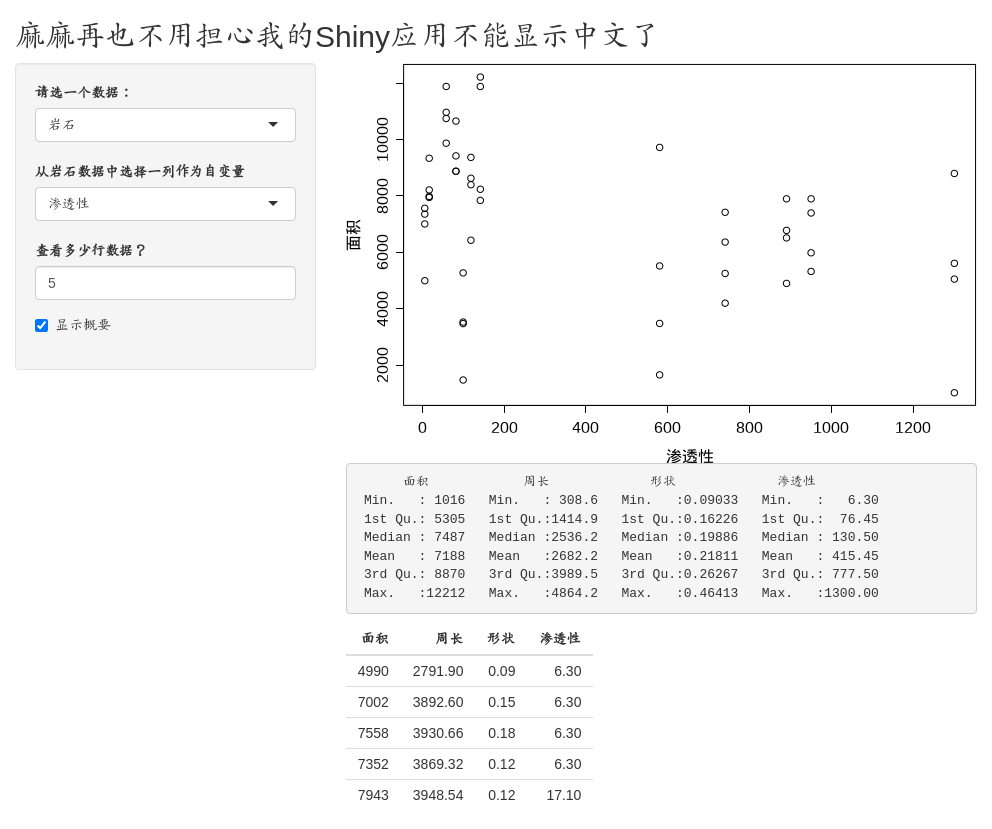 麻麻再也不用担心我的Shiny应用不能显示中文了
请选一个数据：
岩石
从岩石数据中选择一列作为自变量
渗透性
查看多少行数据？
5
显示概要
面积
10000
8000
6000
4000
2000
0 200 400 600 800 1000 1200
渗透性
面积 周长 形状 渗透性
Min.   : 1016   Min.   : 308.6   Min.   :0.09033   Min.   :   6.30
1st Qu.: 5305   1st Qu.:1414.9   1st Qu.:0.16226   1st Qu.:  76.45
Median : 7487   Median :2536.2   Median :0.19886   Median : 130.50
Mean   : 7188   Mean   :2682.2   Mean   :0.21811   Mean   : 415.45
3rd Qu.: 8870   3rd Qu.:3989.5   3rd Qu.:0.26267   3rd Qu.: 777.50
Max.   :12212   Max.   :4864.2   Max.   :0.46413   Max.   :1300.00
面积 周长 形状 渗透性
4990 2791.90 0.09 6.30
7002 3892.60 0.15 6.30
7558 3930.66 0.18 6.30
7352 3869.32 0.12 6.30
7943 3948.54 0.12 17.10